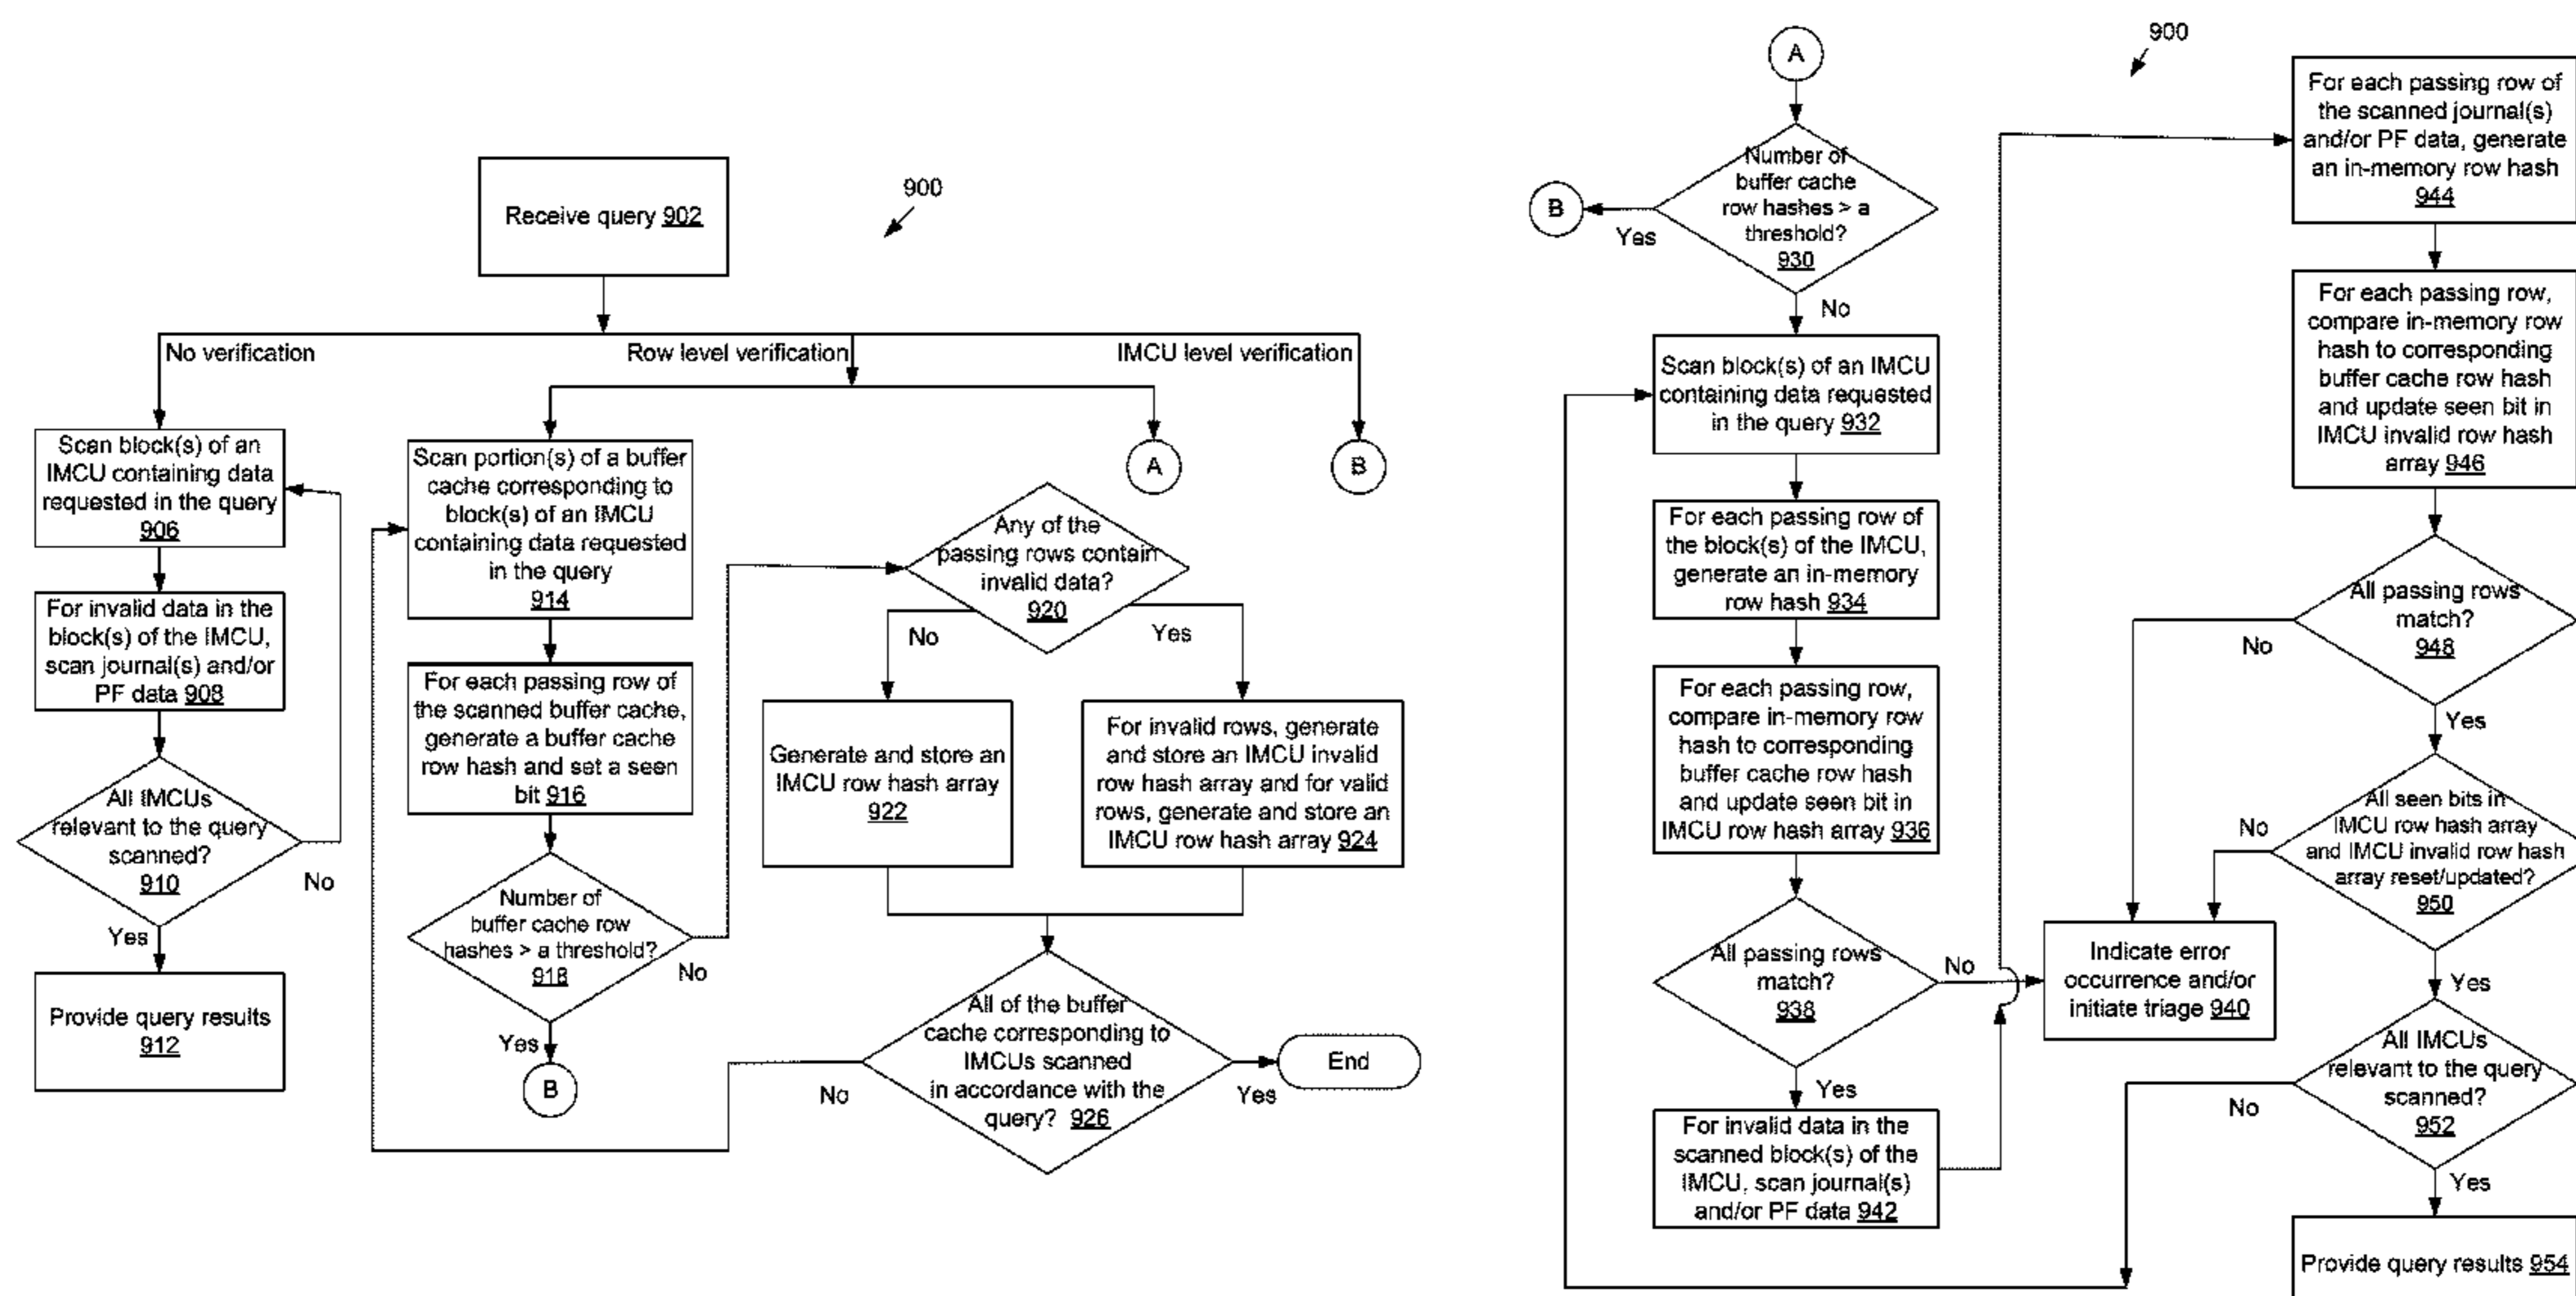 Receive query 902
900
No verification
Row level verification
IMCU level verification
Scan block(s) of an
IMCU containing data
requested in the query
906
For invalid data in the
block(s) of the IMCU,
scan journal(s) and/or
PF data 908
All IMCUs
relevant to the query
scanned?
910
No
Yes
Provide query results
912
Scan portion(s) of a buffer
cache corresponding to
block(s) of an IMCU
containing data requested
in the query
914
For each passing row of
the scanned buffer cache,
generate a buffer cache
row hash and set a seen
bit 916
Number of
buffer cache row
hashes > a threshold?
918
No
Yes
B
A
B
Any of the
passing rows contain
invalid data?
920
No
Yes
Generate and store an
IMCU row hash array
922
For invalid rows, generate
and store an IMCU invalid
row hash array and for valid
rows, generate and store an
IMCU row hash array 924
All of the buffer
cache corresponding to
IMCUs scanned
in accordance with the
query? 926
No
Yes
End
A
900
Number of
buffer cache
row hashes > a
threshold?
930
B
Yes
No
Scan block(s) of an IMCU
containing data requested
in the query 932
For each passing row of
the block(s) of the IMCU,
generate an in-memory
row hash 934
For each passing row,
compare in-memory row
hash to corresponding
buffer cache row hash
and update seen bit in
IMCU row hash array 936
All passing rows
match?
938
No
Yes
Indicate error
occurrence and/or
initiate triage 940
For invalid data in the
scanned block(s) of the
IMCU, scan journal(s)
and/or PF data 942
For each passing row of
the scanned journal(s)
and/or PF data, generate
an in-memory row hash
944
For each passing row,
compare in-memory row
hash to corresponding
buffer cache row hash
and update seen bit in
IMCU invalid row hash
array 946
All passing rows
match?
948
No
Yes
All seen bits in
IMCU row hash array
and IMCU invalid row hash
array reset/updated?
950
No
Yes
All IMCUs
relevant to the query
scanned?
952
No
Yes
Provide query results 954